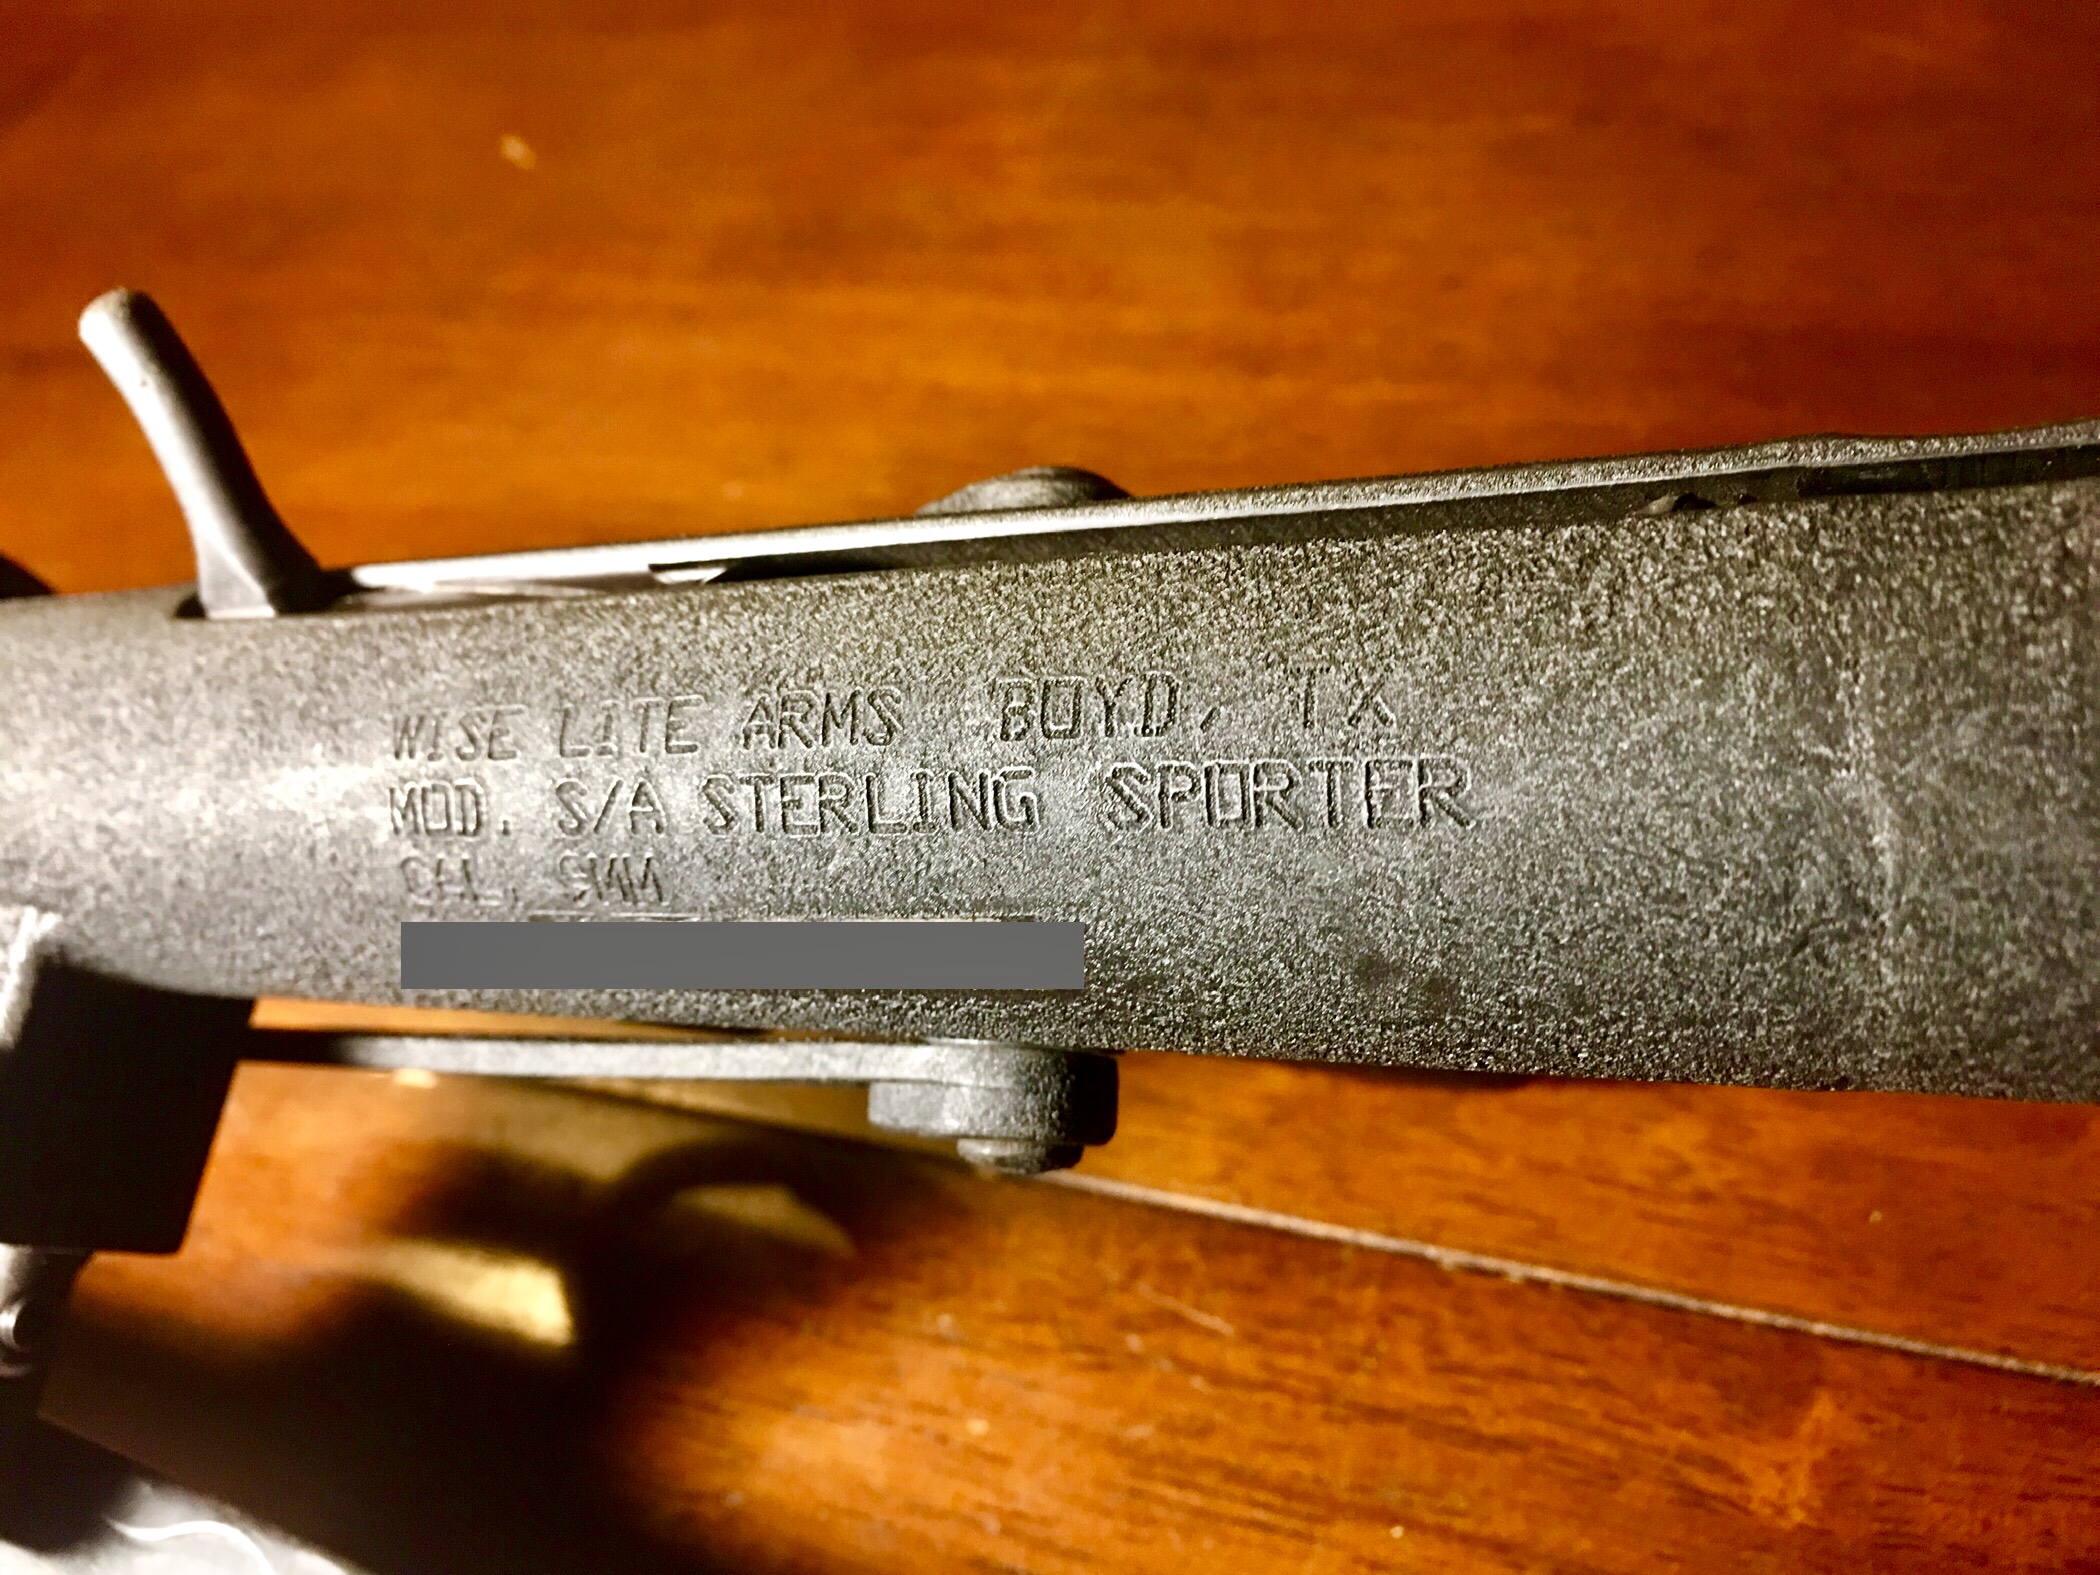 WISE LITE ARMS BOYD, TX
MOD. S/A STERLING SPORTER
CAL. 9MM